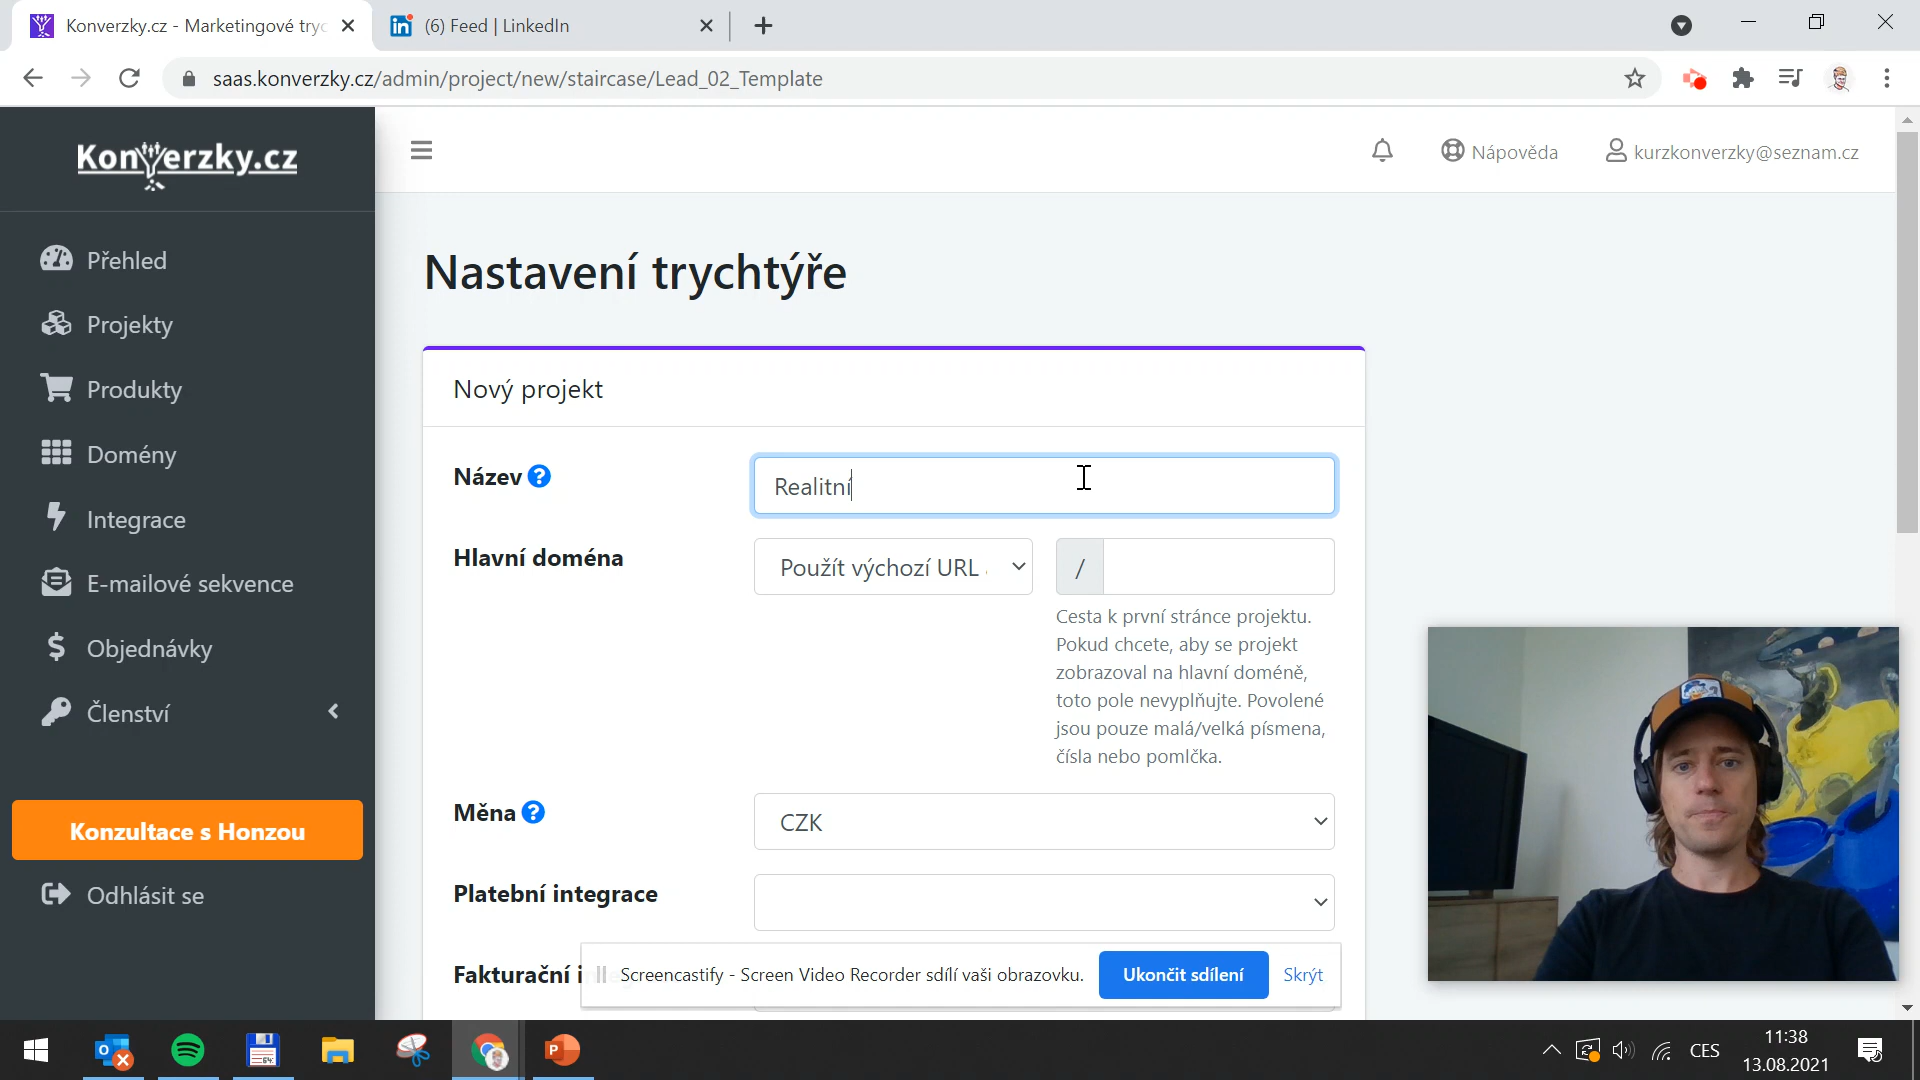 Konverzky.cz - Marketingové tryc
(6) Feed | LinkedIn
saas.konverzky.cz/admin/project/new/staircase/Lead_02_Template
Konverzky.cz
Nápověda
kurzkonverzky@seznam.cz
Přehled
Projekty
Produkty
Domény
Integrace
E-mailové sekvence
Objednávky
Členství
Konzultace s Honzou
Odhlásit se
Nastavení trychtýře
Nový projekt
Název ?
Realitní
Hlavní doména
Použít výchozí URL
/
Cesta k první stránce projektu.
Pokud chcete, aby se projekt
zobrazoval na hlavní doméně,
toto pole nevyplňujte. Povolené
jsou pouze malá/velká písmena,
čísla nebo pomlčka.
Měna ?
CZK
Platební integrace
Fakturační i
Screencastify - Screen Video Recorder sdílí vaši obrazovku.
Ukončit sdílení
Skrýt
CES
11:38
13.08.2021